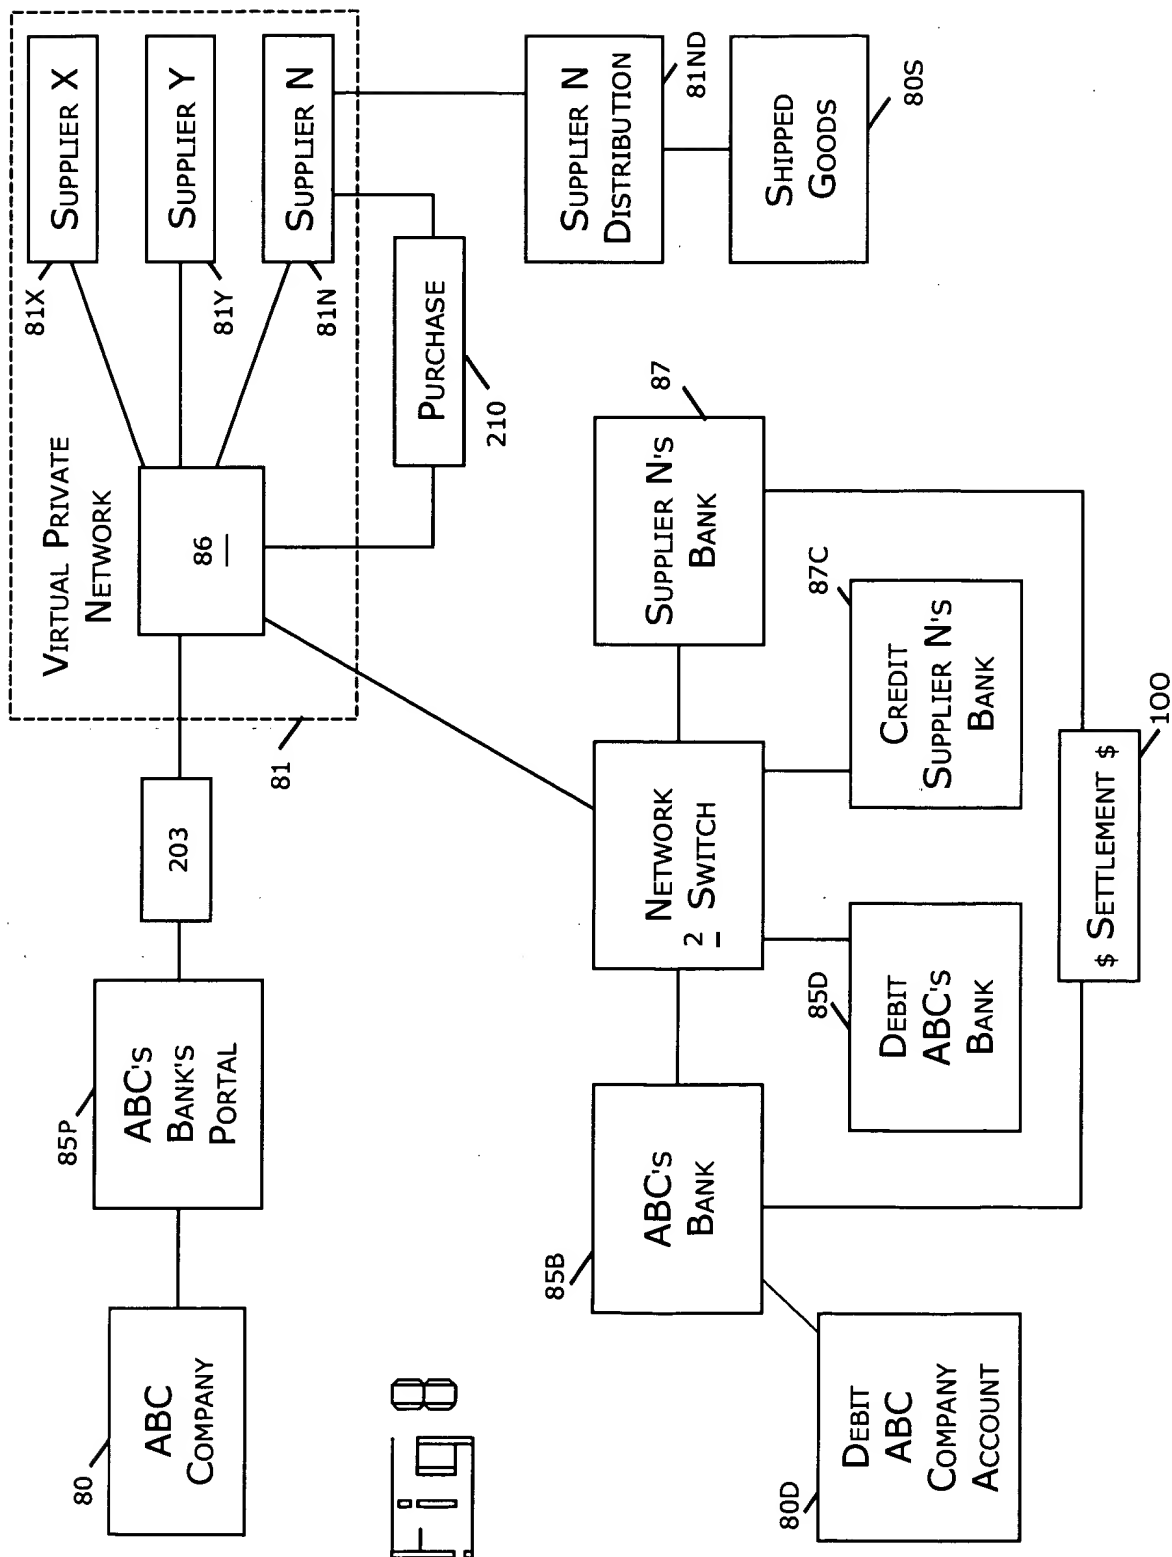 VIRTUAL PRIVATE
NETWORK
SUPPLIER X
81X
SUPPLIER Y
81Y
SUPPLIER N
81N
86
81
203
ABC'S
BANK'S
PORTAL
85P
ABC
COMPANY
80
PURCHASE
210
SUPPLIER N
DISTRIBUTION
81ND
SHIPPED
GOODS
80S
ABC'S
BANK
85B
NETWORK
2 SWITCH
SUPPLIER N'S
BANK
87
DEBIT
ABC
COMPANY
ACCOUNT
80D
DEBIT
ABC'S
BANK
85D
CREDIT
SUPPLIER N'S
BANK
87C
$ SETTLEMENT $
100
Fig. 8